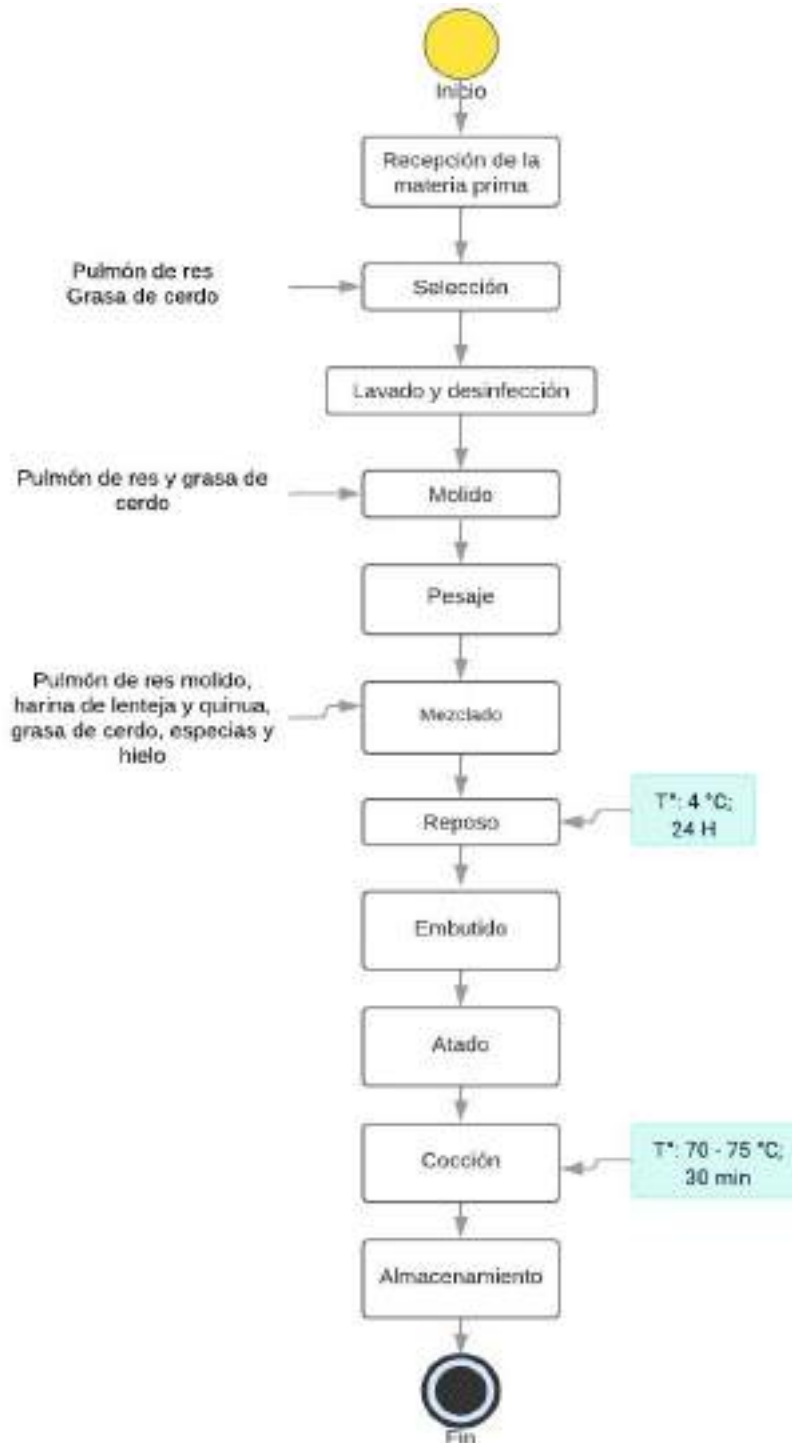 Inicio
Recepción de la
materia prima
Pulmón de res
Grasa de cerdo
Selección
Lavado y desinfección
Pulmón de res y grasa de
cerdo
Molido
Pesaje
Pulmón de res molido,
harina de lenteja y quinua,
grasa de cerdo, especias y
hielo
Mezclado
Reposo
T°: 4 °C;
24 H
Embutido
Atado
Cocción
T°: 70 - 75 °C;
30 min
Almacenamiento
Fin